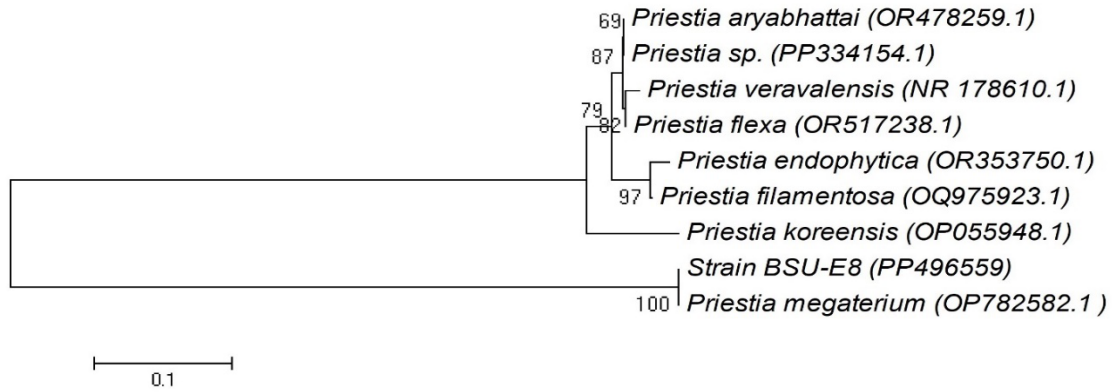 69 Priestia aryabhattai (OR478259.1)
87 Priestia sp. (PP334154.1)
Priestia veravalensis (NR 178610.1)
79
82 Priestia flexa (OR517238.1)
Priestia endophytica (OR353750.1)
97 Priestia filamentosa (OQ975923.1)
Priestia koreensis (OP055948.1)
Strain BSU-E8 (PP496559)
100 Priestia megaterium (OP782582.1 )
0.1